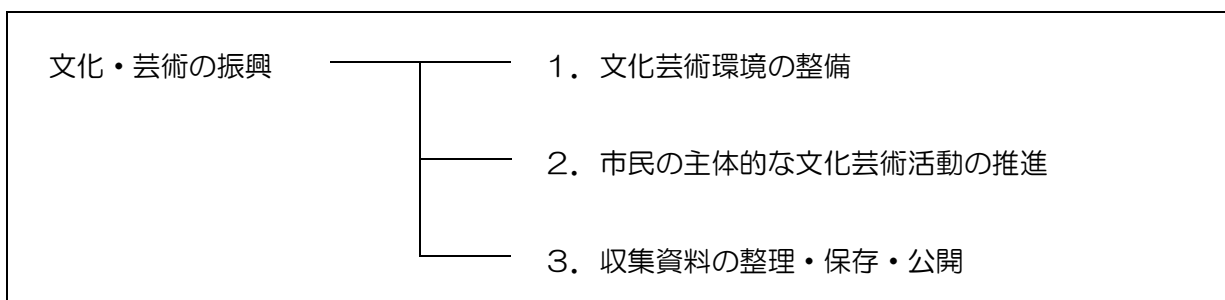 文化・芸術の振興
１．文化芸術環境の整備
２．市民の主体的な文化芸術活動の推進
３．収集資料の整理・保存・公開